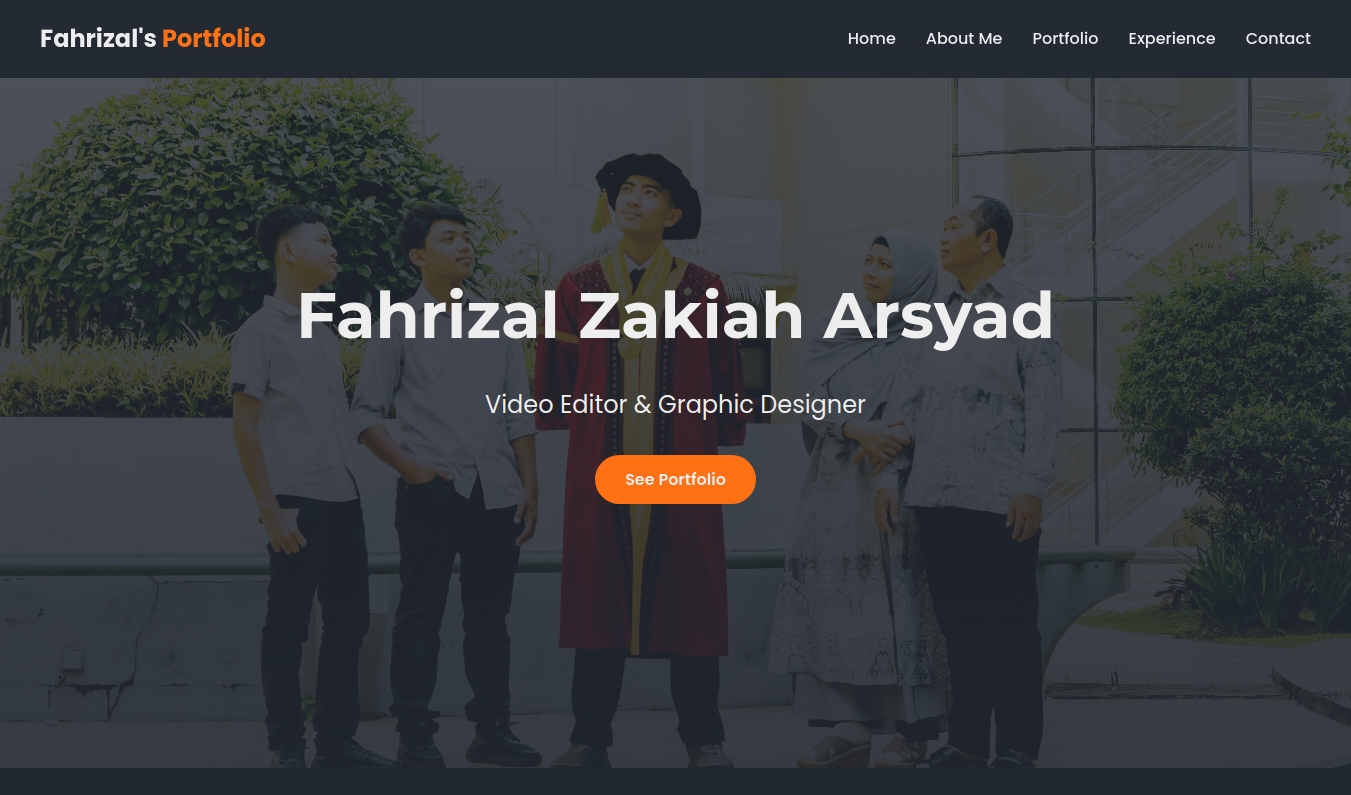 Fahrizal's Portfolio
Home About Me Portfolio Experience Contact
Fahrizal Zakiah Arsyad
Video Editor & Graphic Designer
See Portfolio